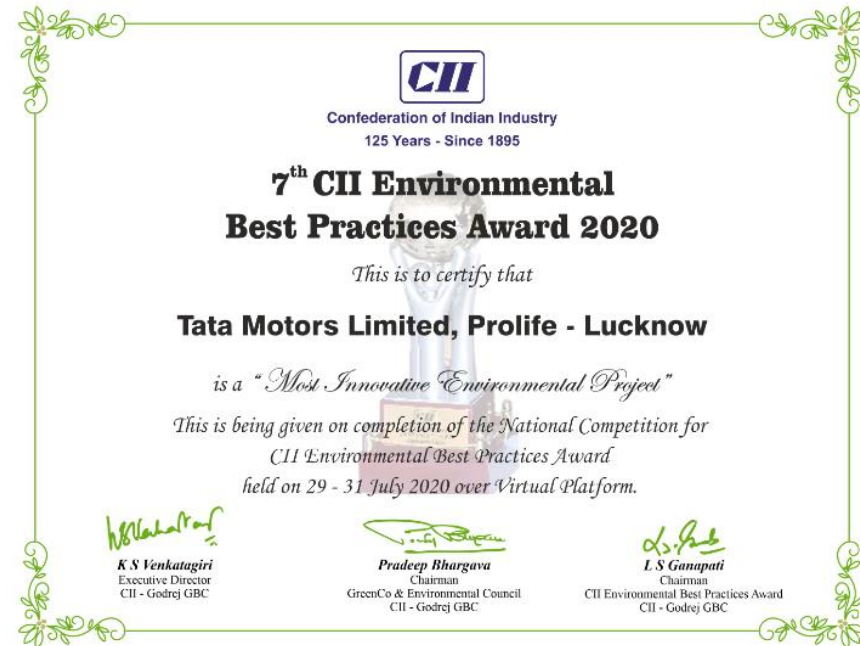 CII
Confederation of Indian Industry
125 Years - Since 1895
7th CII Environmental
Best Practices Award 2020
This is to certify that
Tata Motors Limited, Prolife - Lucknow
is a “Most Innovative Environmental Project”
This is being given on completion of the National Competition for
CII Environmental Best Practices Award
held on 29 - 31 July 2020 over Virtual Platform.
K S Venkatagiri
Executive Director
CII - Godrej GBC
Pradeep Bhargava
Chairman
GreenCo & Environmental Council
CII - Godrej GBC
L S Ganapati
Chairman
CII Environmental Best Practices Award
CII - Godrej GBC